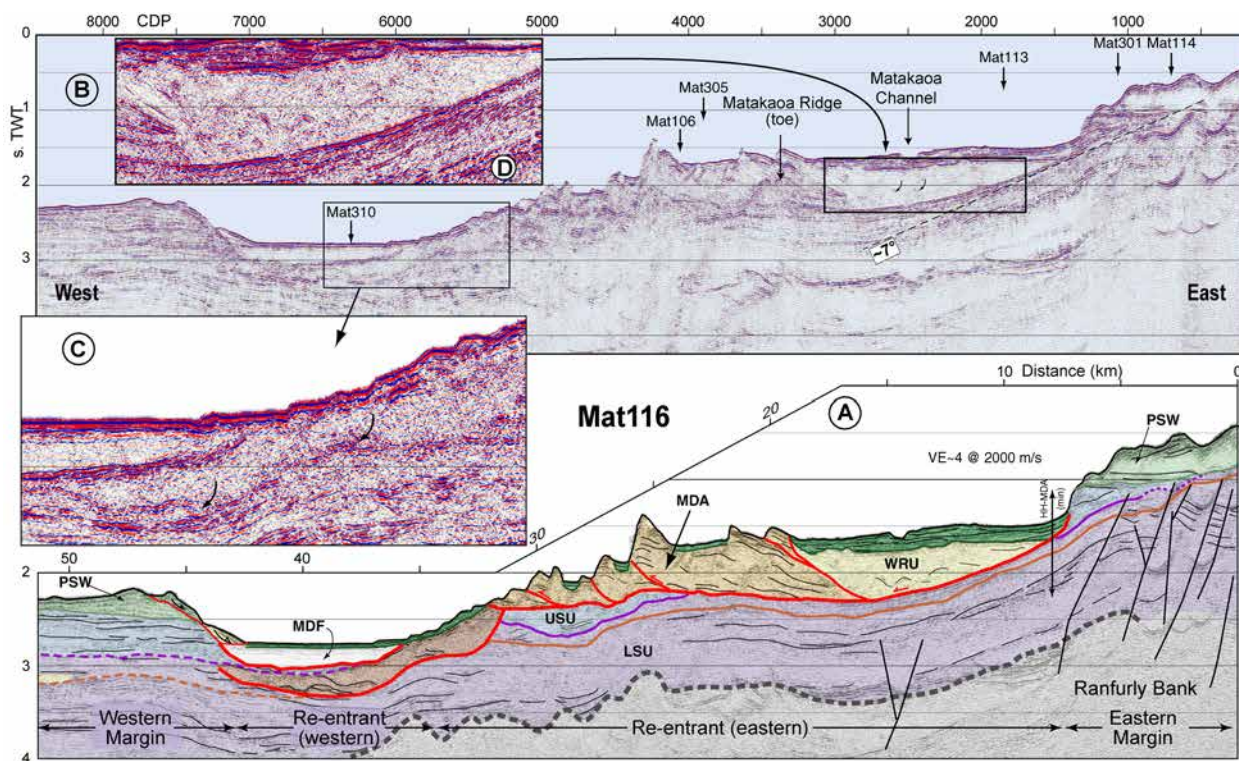 8000 CDP 7000 6000 5000 4000 3000 2000 1000
0
1
2
3
s. TWT
B
D
Mat301 Mat114
Mat113
Matakaoa
Channel
Mat305
Matakaoa Ridge
(toe)
Mat106
Mat310
~7°
West
East
C
10 Distance (km) 0
20
Mat116
A
PSW
VE~4 @ 2000 m/s
HH-MDA
(min)
MDA
30
50 40
2
PSW
WRU
MDF
USU
3
LSU
Ranfurly Bank
Western
Margin
Re-entrant
(western)
Re-entrant (eastern)
Eastern
Margin
4